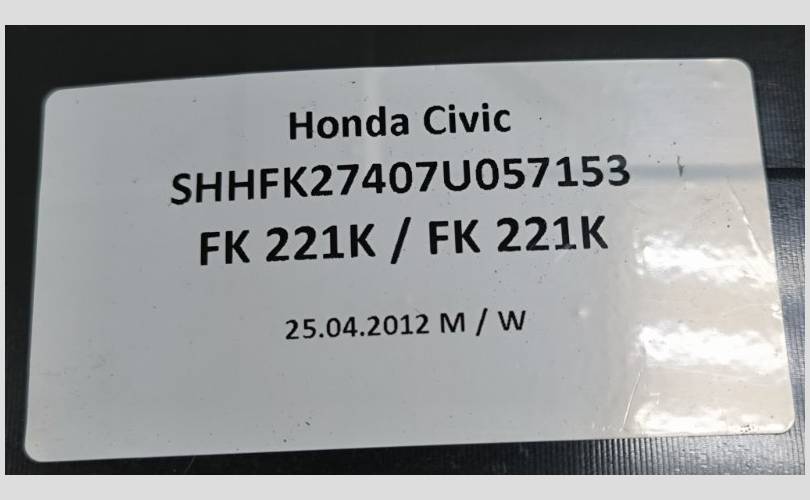 Honda Civic
SHHFK27407U057153
FK 221K / FK 221K
25.04.2012 M / W